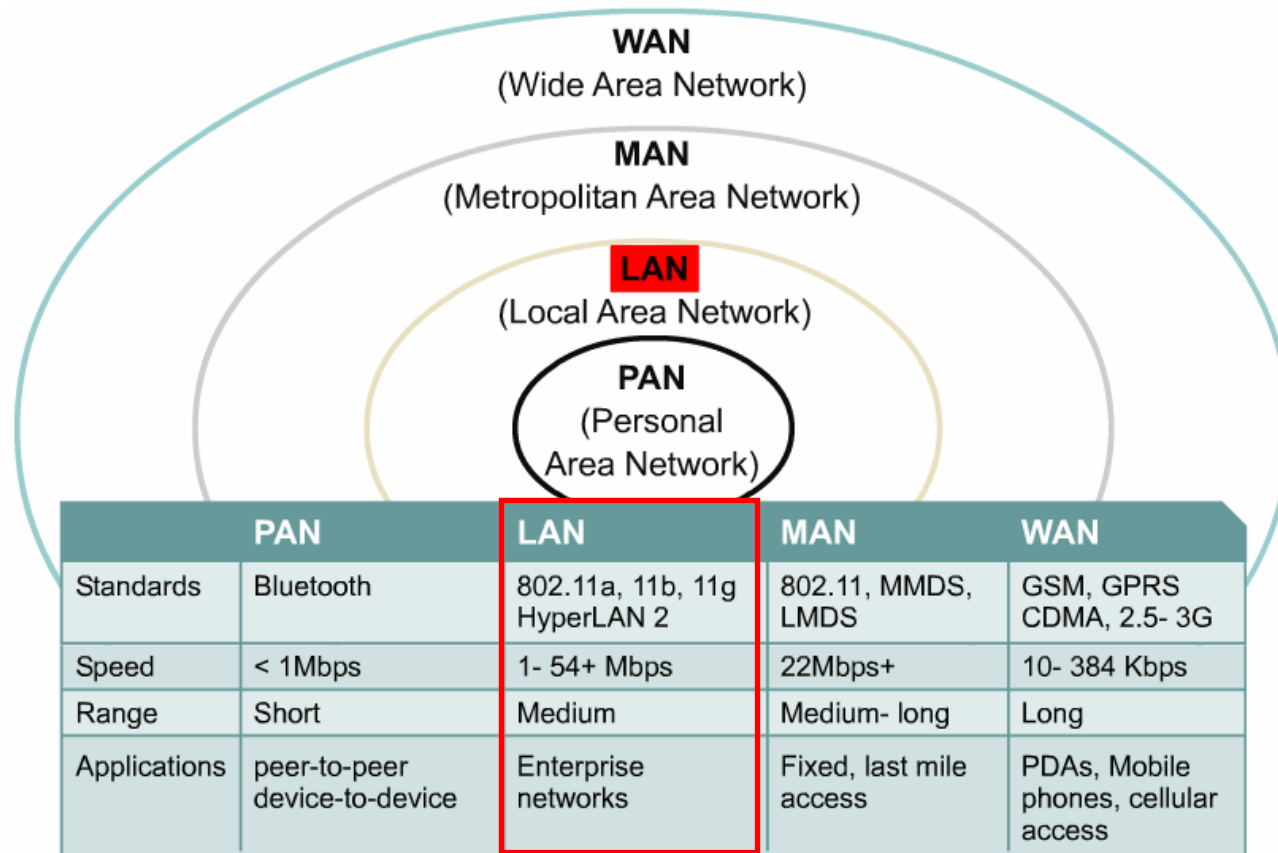 WAN
(Wide Area Network)
MAN
(Metropolitan Area Network)
LAN
(Local Area Network)
PAN
(Personal
Area Network)
PAN LAN MAN WAN
Standards Bluetooth 802.11a, 11b, 11g 802.11, MMDS, GSM, GPRS
HyperLAN 2 LMDS CDMA, 2.5- 3G
Speed < 1Mbps 1- 54+ Mbps 22Mbps+ 10- 384 Kbps
Range Short Medium Medium- long Long
Applications peer-to-peer Enterprise Fixed, last mile PDAs, Mobile
device-to-device networks access phones, cellular
access